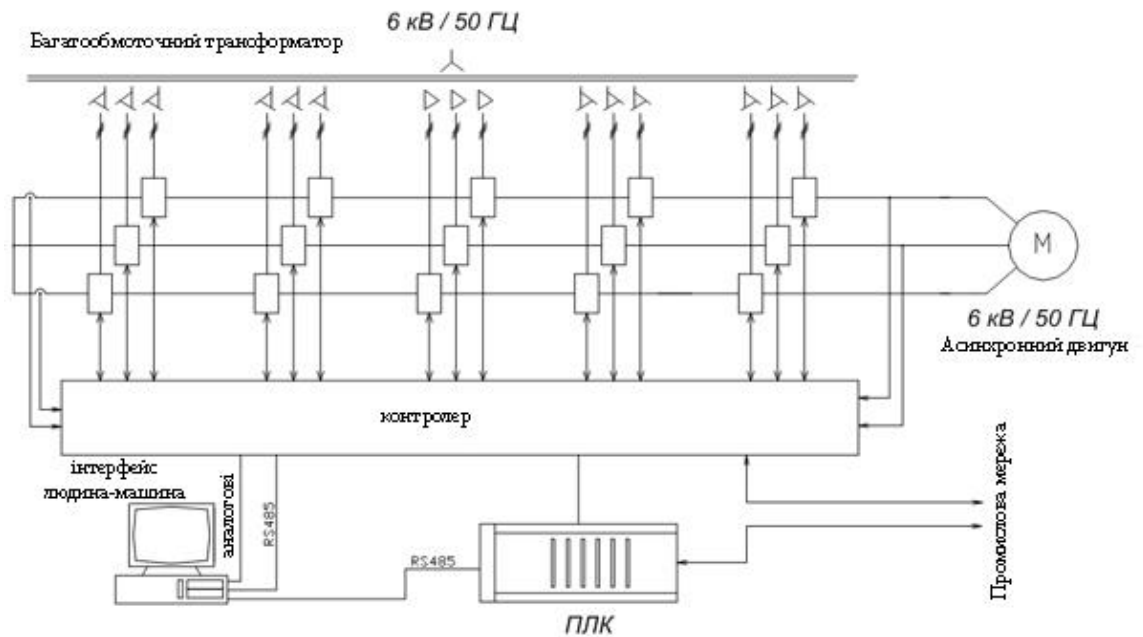 6 кВ / 50 ГЦ
Багатообмоточний трансформатор
М
6 кВ / 50 ГЦ
Асинхронний двигун
контролер
інтерфейс
людина-машина
аналогові
RS485
RS485
ПЛК
Промислова мережа